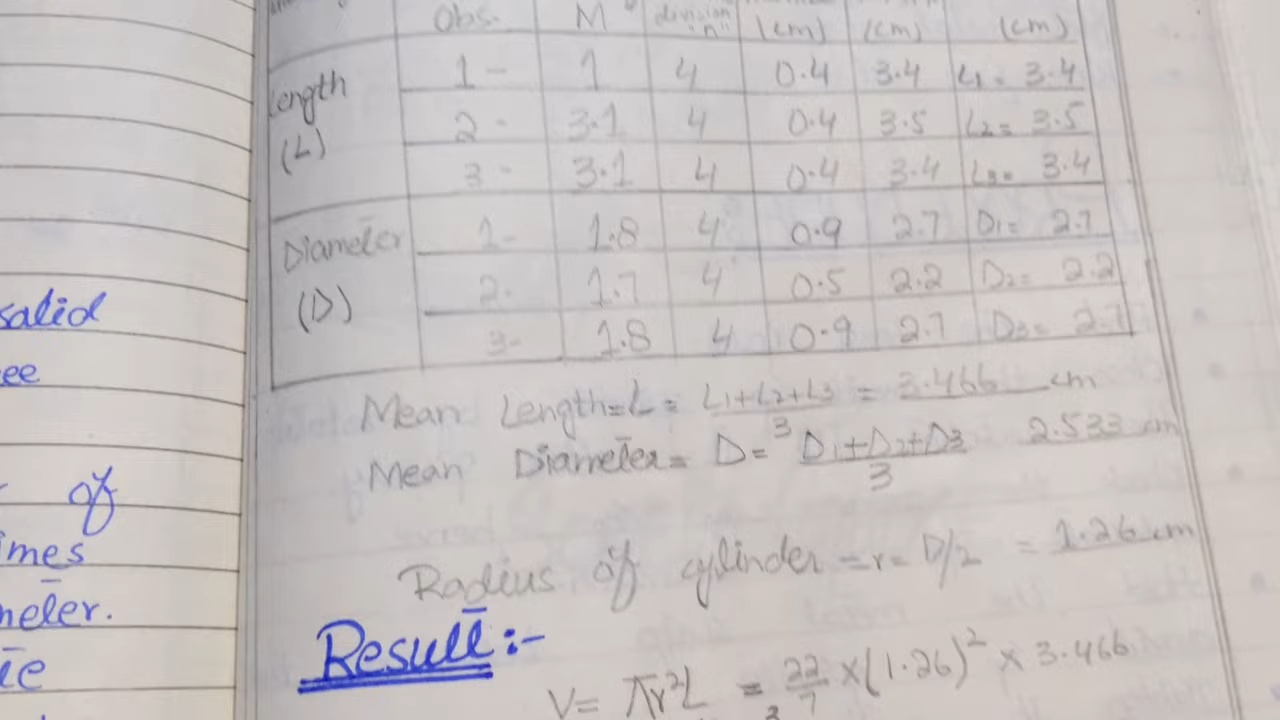 Obs. M division "n" (cm) (cm) (cm)
Length (L)
1- 1 4 0.4 3.4 L1= 3.4
2- 3.1 4 0.4 3.5 L2= 3.5
3- 3.1 4 0.4 3.4 L3= 3.4
Diameter (D)
1- 1.8 4 0.9 2.7 D1= 2.7
2. 1.7 4 0.5 2.2 D2= 2.2
3- 1.8 4 0.9 2.7 D3= 2.7
Mean Length=L= L1+L2+L3/3 = 3.466 cm
Mean Diameter= D= D1+D2+D3/3 2.533 cm
Radius of cylinder =r= D/2 = 1.26 cm
Result:-
V= πr²L = 22/7 ×(1.26)² × 3.466
salid
ee
of
imes
meter.
ie